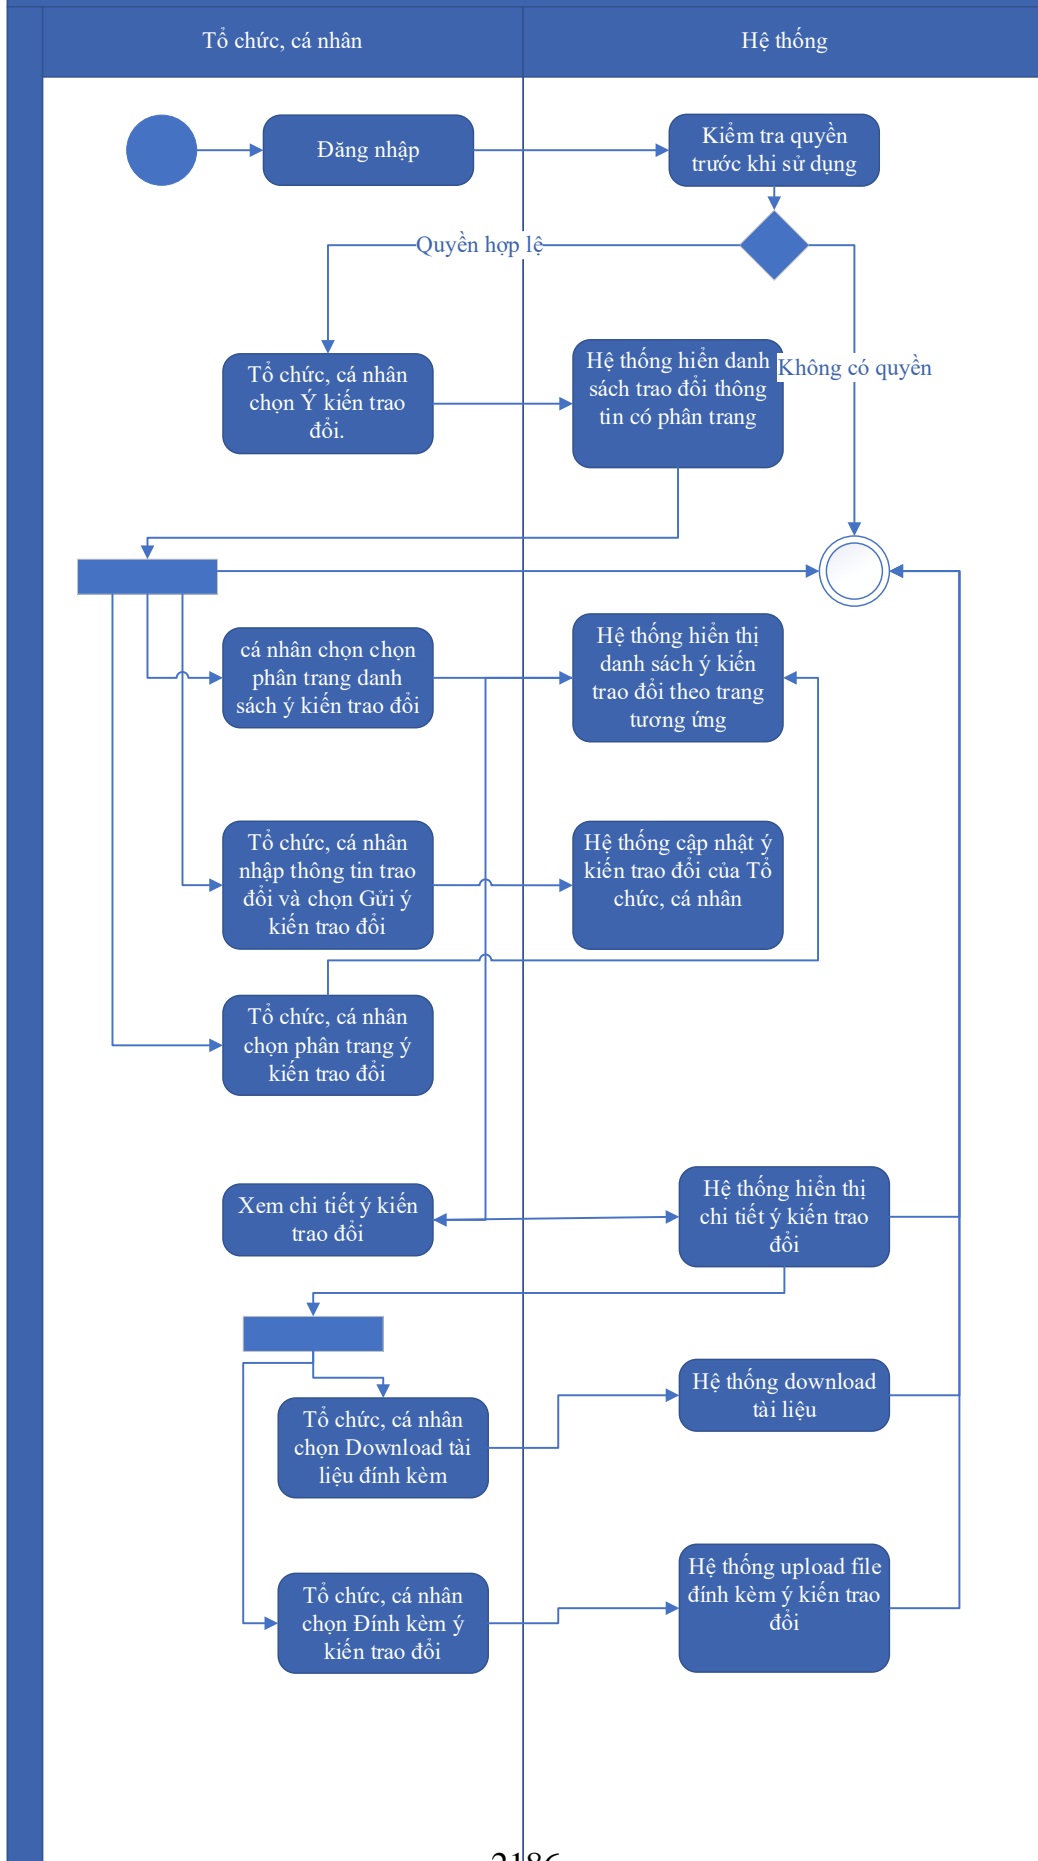 Tổ chức, cá nhân
Hệ thống
Đăng nhập
Kiểm tra quyền
trước khi sử dụng
Quyền hợp lệ
Tổ chức, cá nhân
chọn Ý kiến trao
đổi.
Hệ thống hiển danh
sách trao đổi thông
tin có phân trang
Không có quyền
cá nhân chọn chọn
phân trang danh
sách ý kiến trao đổi
Hệ thống hiển thị
danh sách ý kiến
trao đổi theo trang
tương ứng
Tổ chức, cá nhân
nhập thông tin trao
đổi và chọn Gửi ý
kiến trao đổi
Hệ thống cập nhật ý
kiến trao đổi của Tổ
chức, cá nhân
Tổ chức, cá nhân
chọn phân trang ý
kiến trao đổi
Xem chi tiết ý kiến
trao đổi
Hệ thống hiển thị
chi tiết ý kiến trao
đổi
Tổ chức, cá nhân
chọn Download tài
liệu đính kèm
Hệ thống download
tài liệu
Tổ chức, cá nhân
chọn Đính kèm ý
kiến trao đổi
Hệ thống upload file
đính kèm ý kiến trao
đổi
2186